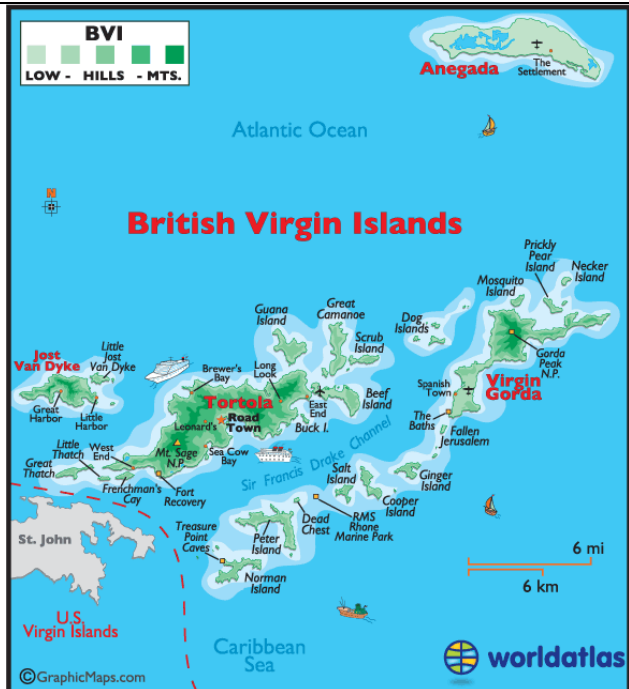 BVI
LOW - HILLS - MTS.
Anegada
The
Settlement
Atlantic Ocean
N
British Virgin Islands
Prickly
Pear
Island
Necker
Island
Mosquito
Island
Great
Camanoe
Guana
Island
Dog
Islands
Scrub
Island
Gorda
Peak
N.P.
Jost
Van Dyke
Little
Jost
Van Dyke
Brewer's
Bay
Long
Look
Great
Harbor
Little
Harbor
Tortola
Road
Town
Leonard's
East
End
Beef
Island
Buck I.
Spanish
Town
Virgin
Gorda
The
Baths
Fallen
Jerusalem
Little
Thatch
West
End
Mt. Sage
N.P.
Sea Cow
Bay
Sir Francis Drake Channel
Great
Thatch
Frenchman's
Cay
Fort
Recovery
Salt
Island
Cooper
Island
Ginger
Island
St. John
Treasure
Point
Caves
Peter
Island
Dead
Chest
RMS
Rhone
Marine Park
Norman
Island
6 mi
6 km
U.S.
Virgin Islands
Caribbean
Sea
worldatlas
©GraphicMaps.com